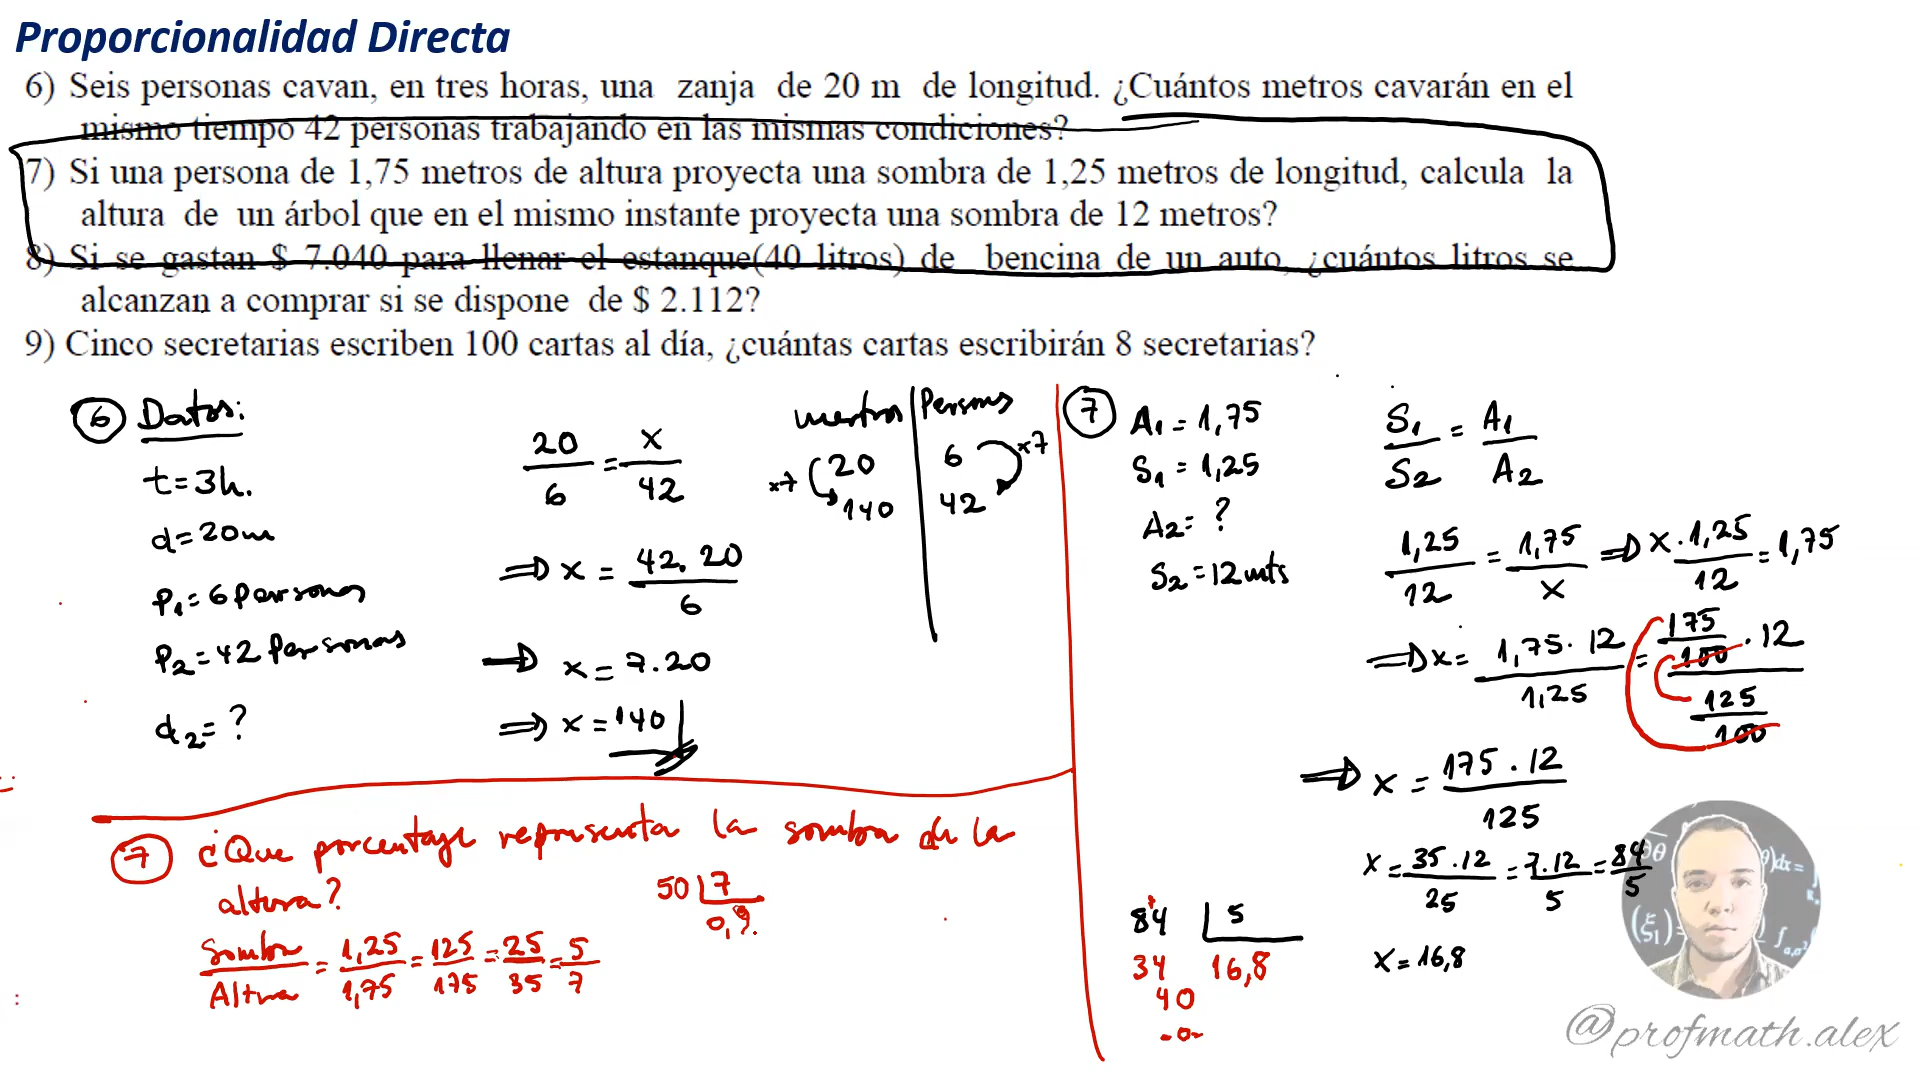 Proporcionalidad Directa
6) Seis personas cavan, en tres horas, una zanja de 20 m de longitud. ¿Cuántos metros cavarán en el
mismo tiempo 42 personas trabajando en las mismas condiciones?
7) Si una persona de 1,75 metros de altura proyecta una sombra de 1,25 metros de longitud, calcula la
altura de un árbol que en el mismo instante proyecta una sombra de 12 metros?
8) Si se gastan $ 7.040 para llenar el estanque(40 litros) de bencina de un auto, ¿cuántos litros se
alcanzan a comprar si se dispone de $ 2.112?
9) Cinco secretarias escriben 100 cartas al día, ¿cuántas cartas escribirán 8 secretarias?
6 Datos:
t=3h.
d=20m
P1=6 Personas
P2=42 Personas
d2=?
20/6 = x/42
⇒ x = 42.20/6
⇒ x = 7.20
⇒ x = 140
metros | Persons
20 | 6
140 | 42
x7 x7
7
A1 = 1,75
S1 = 1,25
A2 = ?
S2 = 12 mts
S1/S2 = A1/A2
1,25/12 = 1,75/x ⇒ x.1,25/12 = 1,75
⇒ x = 1,75.12/1,25 = 175/100 . 12 / 125/100
⇒ x = 175.12/125
x = 35.12/25 = 7.12/5 = 84/5
x = 16,8
84 | 5
34 16,8
40
-0-
7 ¿Que porcentaje representa la sombra de la
altura?
50 | 7
Sombra/Altura = 1,25/1,75 = 125/175 = 25/35 = 5/7
@profmath.alex